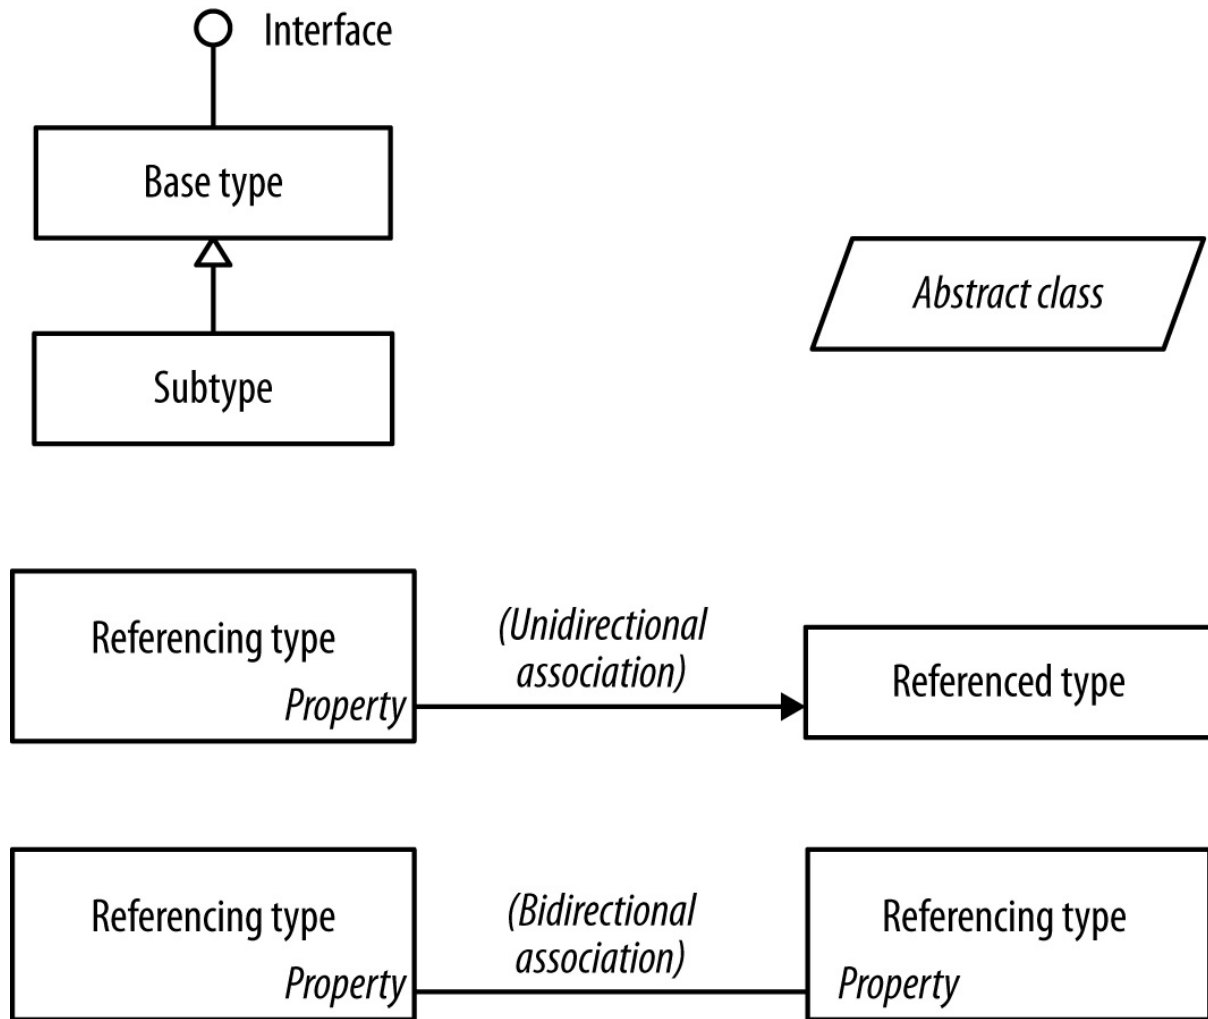 Interface
Base type
Abstract class
Subtype
Referencing type
Property
(Unidirectional
association)
Referenced type
Referencing type
Property
(Bidirectional
association)
Referencing type
Property